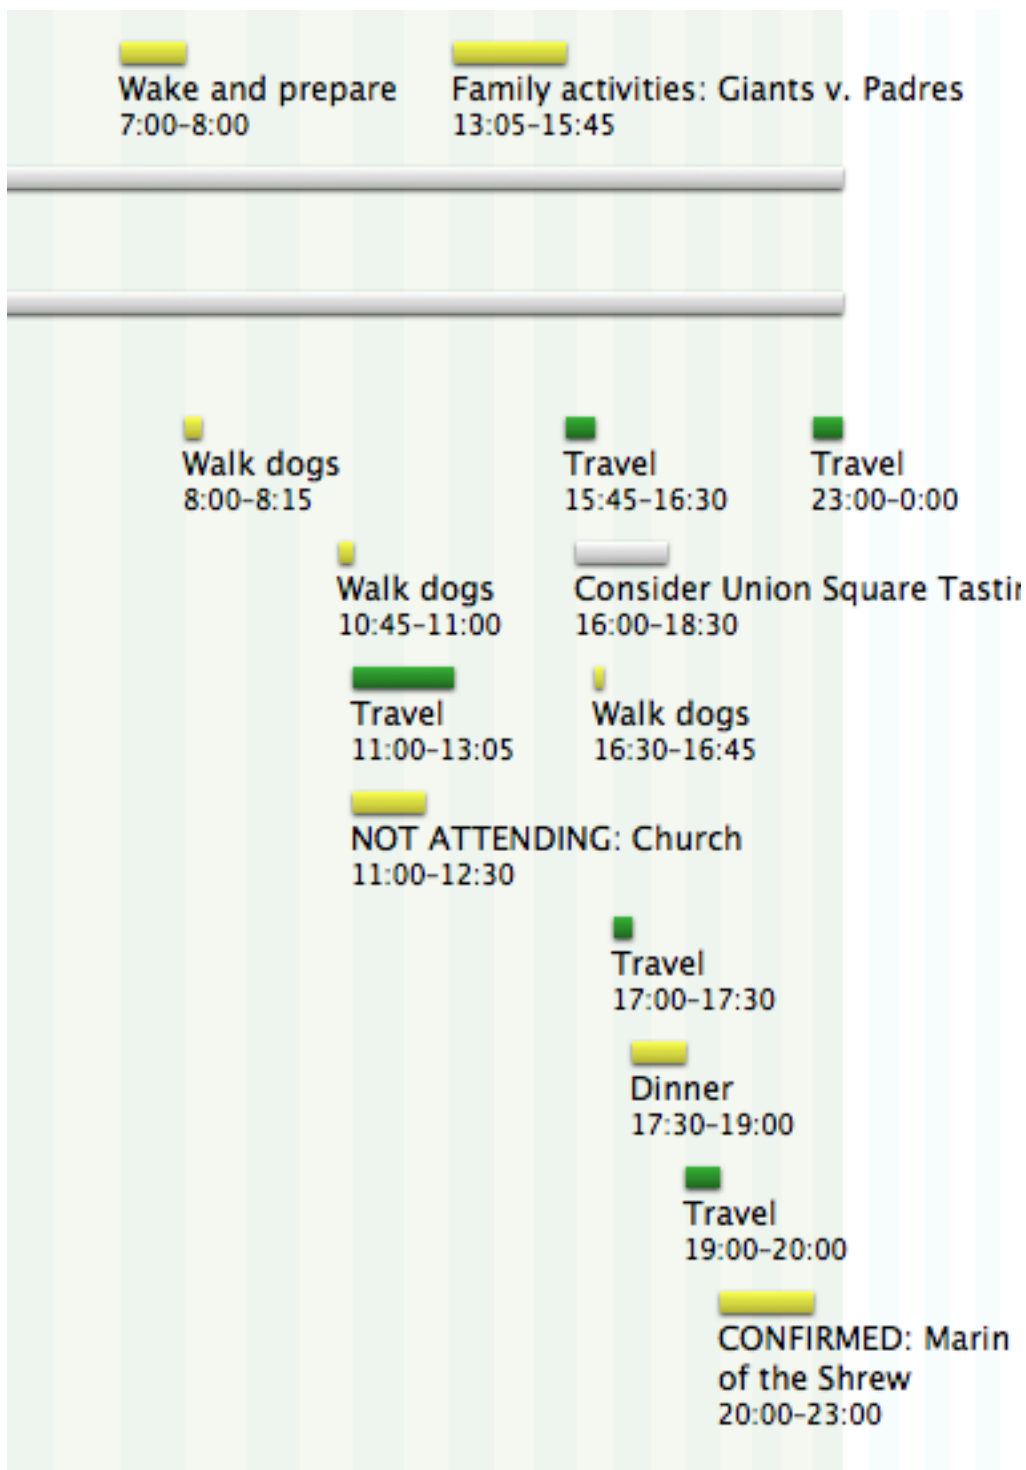 Wake and prepare
7:00–8:00
Family activities: Giants v. Padres
13:05–15:45
Walk dogs
8:00–8:15
Travel
15:45–16:30
Travel
23:00–0:00
Walk dogs
10:45–11:00
Consider Union Square
16:00–18:30
Travel
11:00–13:05
Walk dogs
16:30–16:45
NOT ATTENDING: Church
11:00–12:30
Travel
17:00–17:30
Dinner
17:30–19:00
Travel
19:00–20:00
CONFIRMED: Marin
of the Shrew
20:00–23:00